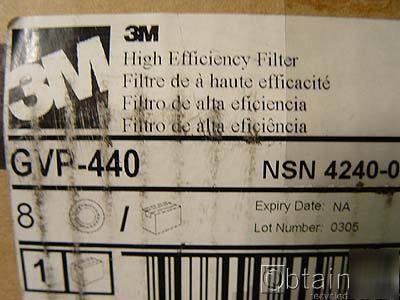 3M
3M
High Efficiency Filter
Filtre de à haute efficacité
Filtro de alta eficiencia
Filtro de alta eficiência
GVP-440 NSN 4240-0
8 / Expiry Date: NA
Lot Number: 0305
1
Obtain
recycled